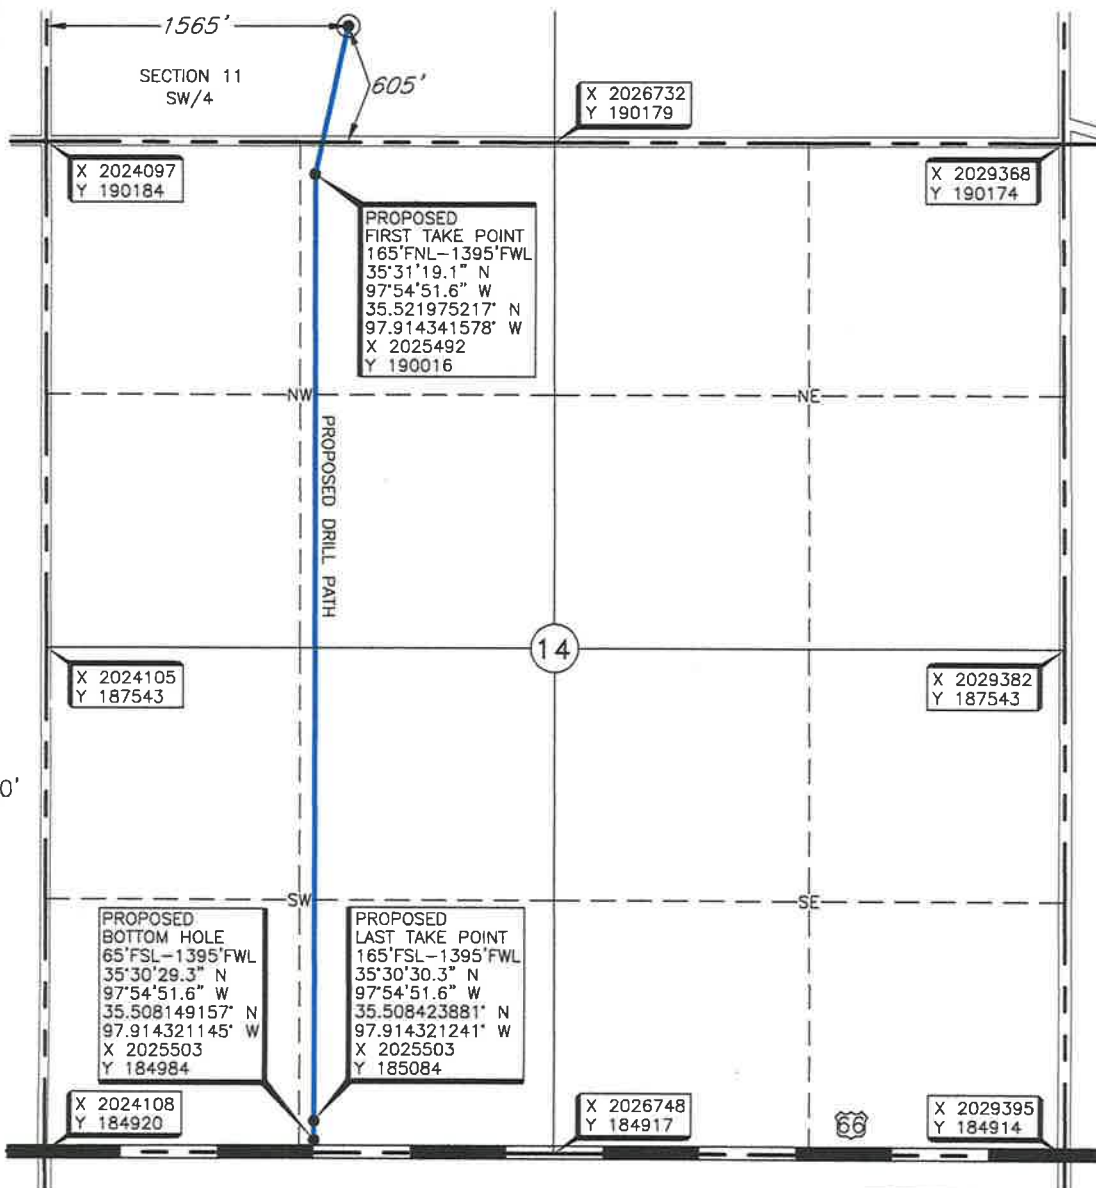 1565'
SECTION 11
SW/4
605'
X 2026732
Y 190179
X 2024097
Y 190184
X 2029368
Y 190174
PROPOSED
FIRST TAKE POINT
165'FNL-1395'FWL
35°31'19.1" N
97°54'51.6" W
35.521975217° N
97.914341578° W
X 2025492
Y 190016
NW
NE
PROPOSED DRILL PATH
14
X 2024105
Y 187543
X 2029382
Y 187543
0'
SW
SE
PROPOSED
BOTTOM HOLE
65'FSL-1395'FWL
35°30'29.3" N
97°54'51.6" W
35.508149157° N
97.914321145° W
X 2025503
Y 184984
PROPOSED
LAST TAKE POINT
165'FSL-1395'FWL
35°30'30.3" N
97°54'51.6" W
35.508423881° N
97.914321241° W
X 2025503
Y 185084
X 2024108
Y 184920
X 2026748
Y 184917
66
X 2029395
Y 184914